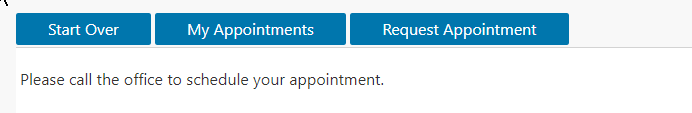 Start Over My Appointments Request Appointment
Please call the office to schedule your appointment.